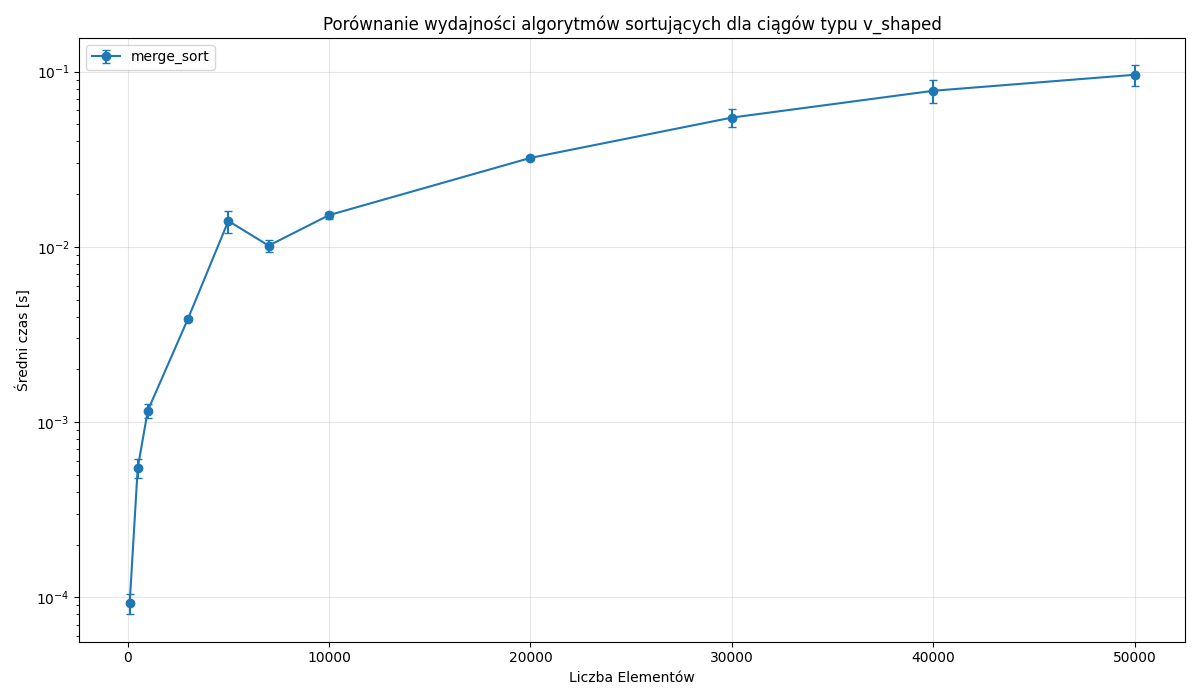 Porównanie wydajności algorytmów sortujących dla ciągów typu v_shaped
merge_sort
Średni czas [s]
10⁻¹
10⁻²
10⁻³
10⁻⁴
0 10000 20000 30000 40000 50000
Liczba Elementów